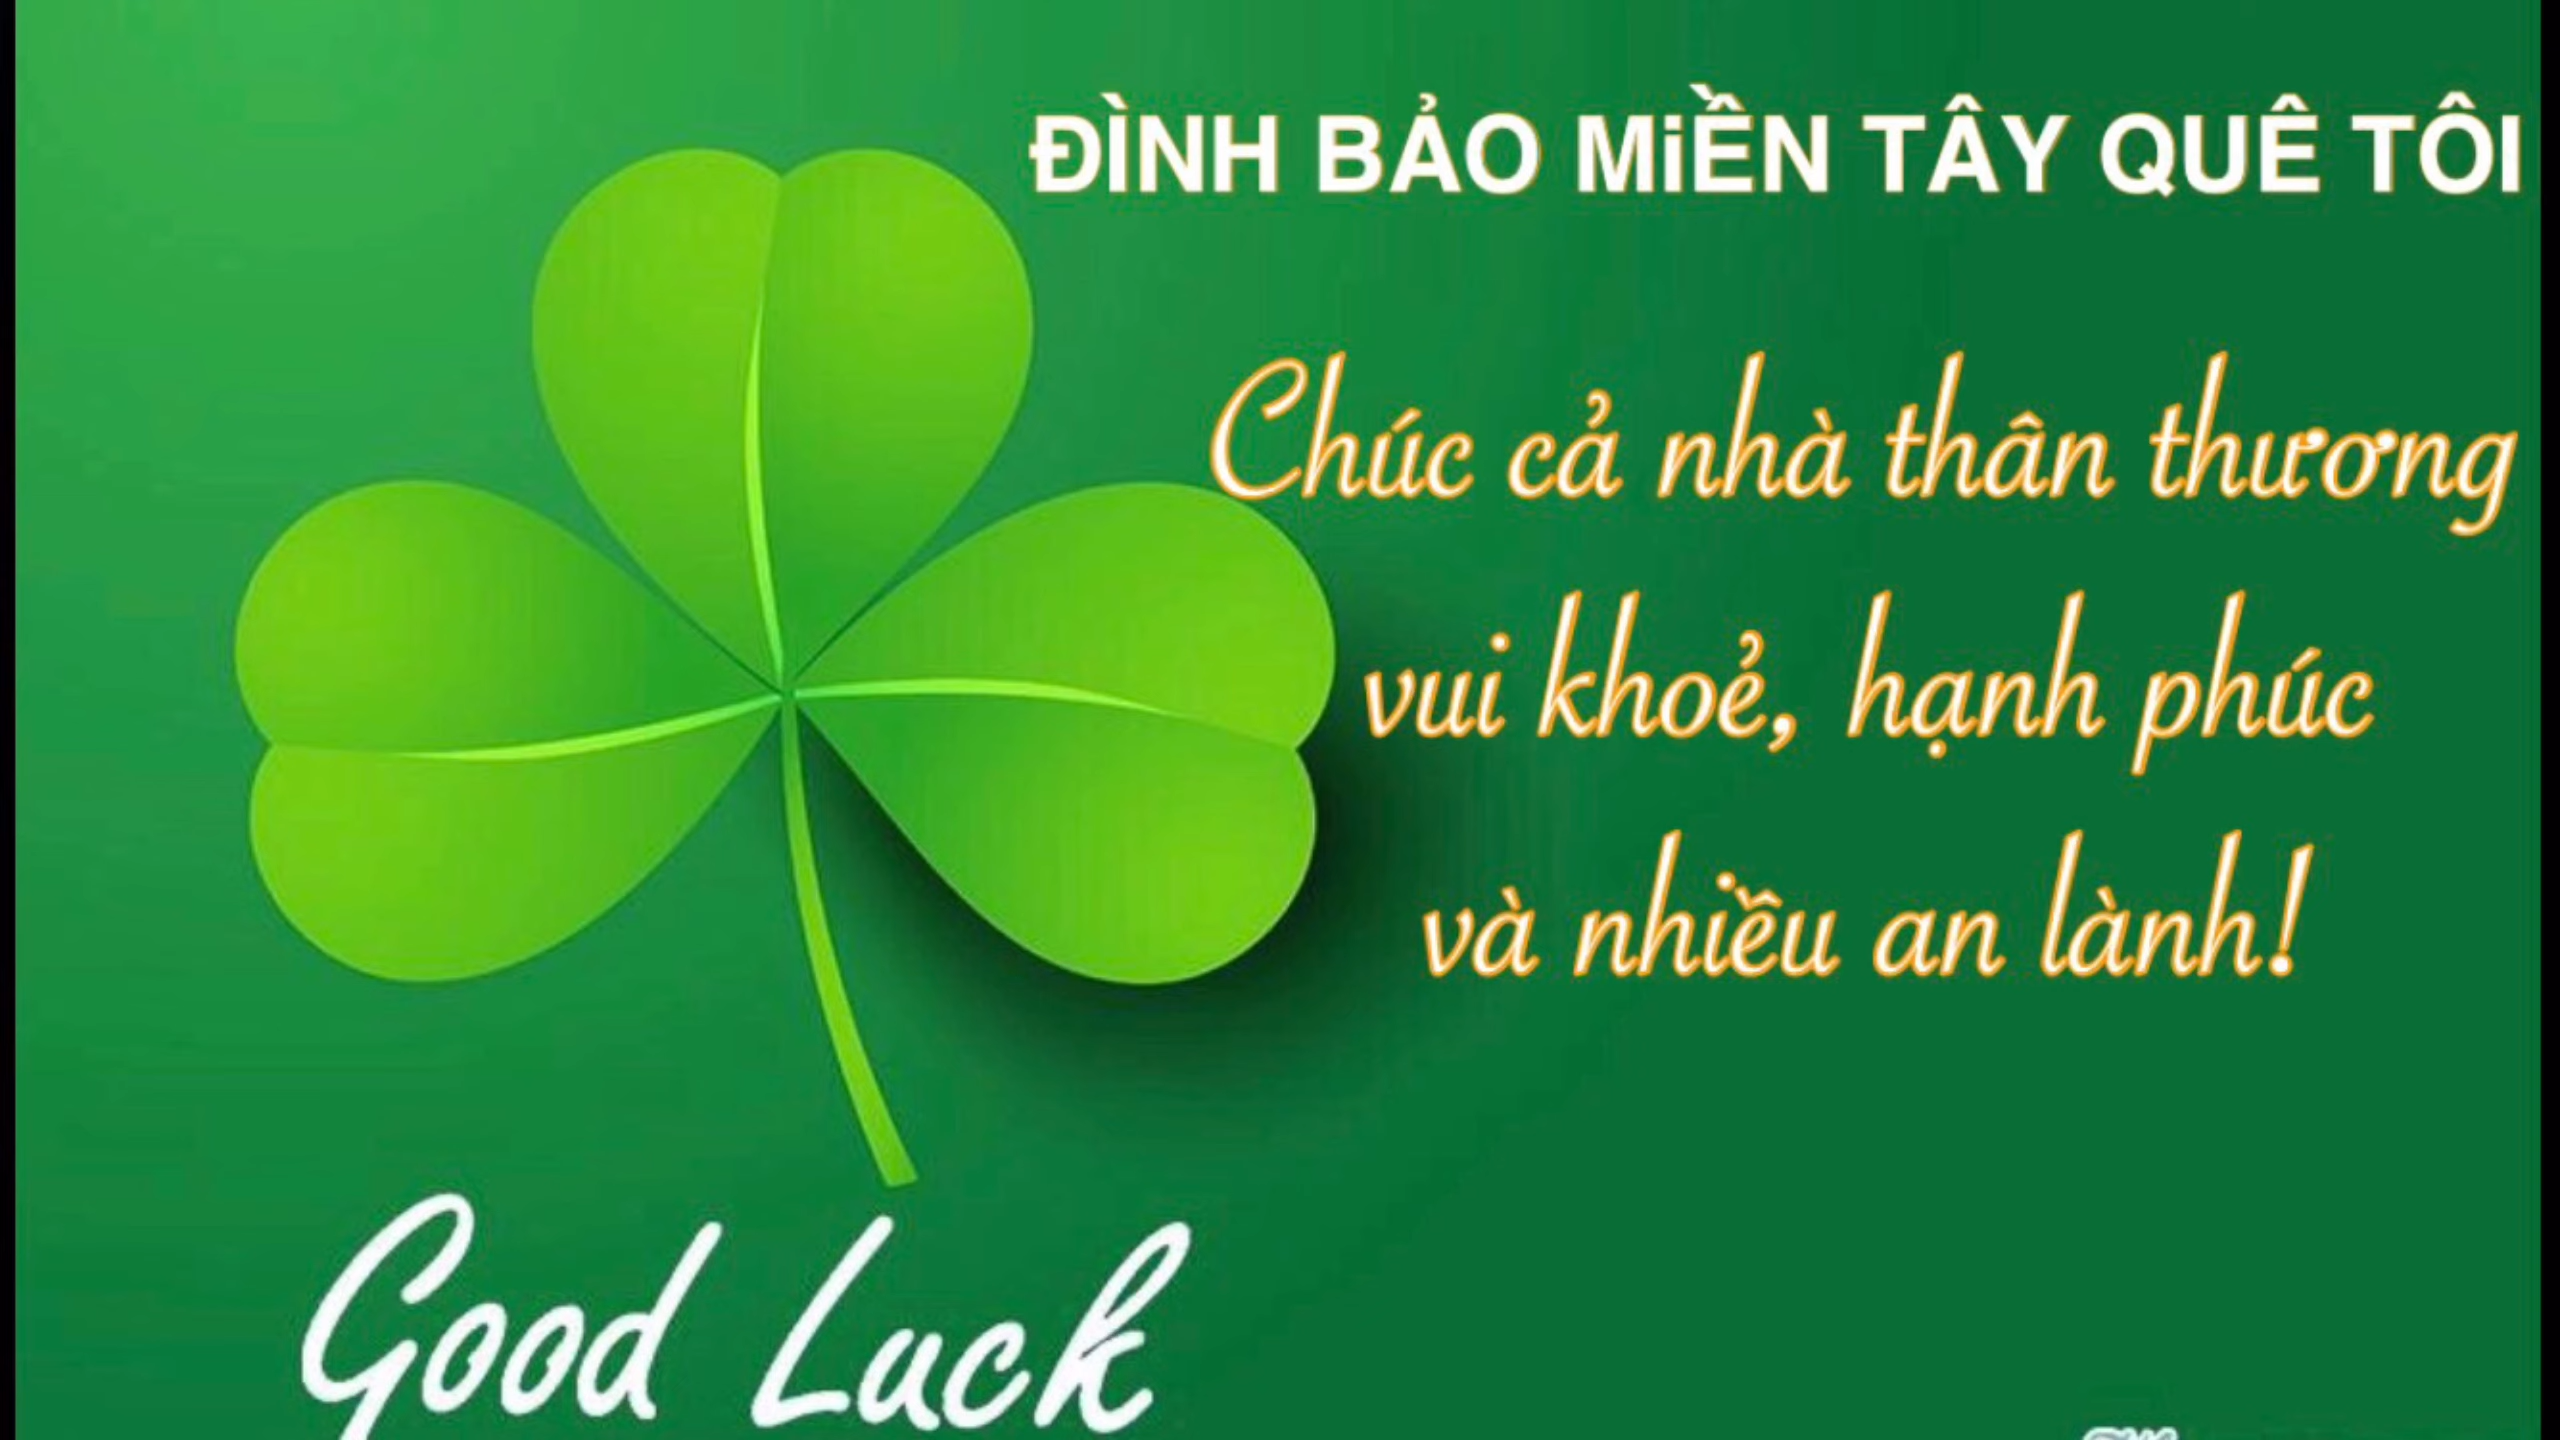 ĐÌNH BẢO MiỀN TÂY QUÊ TÔI
Chúc cả nhà thân thương
vui khoẻ, hạnh phúc
và nhiều an lành!
Good Luck